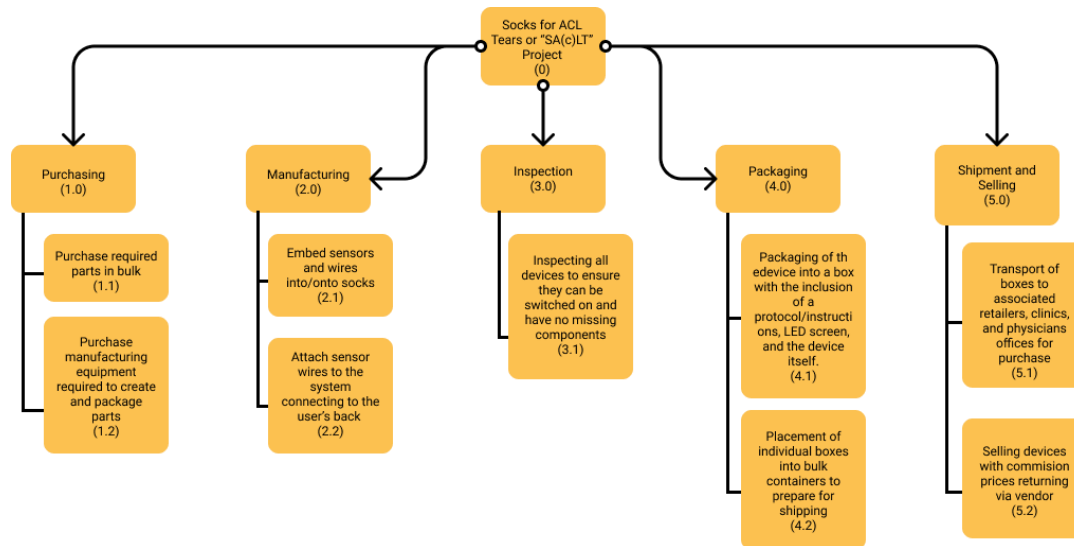 Socks for ACL
Tears or “SA(c)LT”
Project
(0)
Purchasing
(1.0)
Manufacturing
(2.0)
Inspection
(3.0)
Packaging
(4.0)
Shipment and
Selling
(5.0)
Purchase required
parts in bulk
(1.1)
Purchase
manufacturing
equipment
required to create
and package
parts
(1.2)
Embed sensors
and wires
into/onto socks
(2.1)
Attach sensor
wires to the
system
connecting to the
user’s back
(2.2)
Inspecting all
devices to ensure
they can be
switched on and
have no missing
components
(3.1)
Packaging of th
edevice into a box
with the inclusion
of a
protocol/instructi
ons, LED screen,
and the device
itself.
(4.1)
Placement of
individual boxes
into bulk
containers to
prepare for
shipping
(4.2)
Transport of
boxes to
associated
retailers, clinics,
and physicians
offices for
purchase
(5.1)
Selling devices
with commision
prices returning
via vendor
(5.2)